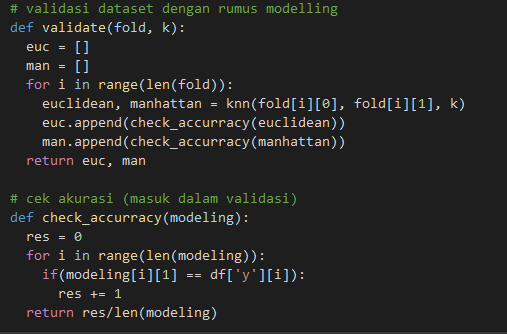 # validasi dataset dengan rumus modelling
def validate(fold, k):
  euc = []
  man = []
  for i in range(len(fold)):
    euclidean, manhattan = knn(fold[i][0], fold[i][1], k)
    euc.append(check_accurracy(euclidean))
    man.append(check_accurracy(manhattan))
  return euc, man

# cek akurasi (masuk dalam validasi)
def check_accurracy(modeling):
  res = 0
  for i in range(len(modeling)):
    if(modeling[i][1] == df['y'][i]):
      res += 1
  return res/len(modeling)